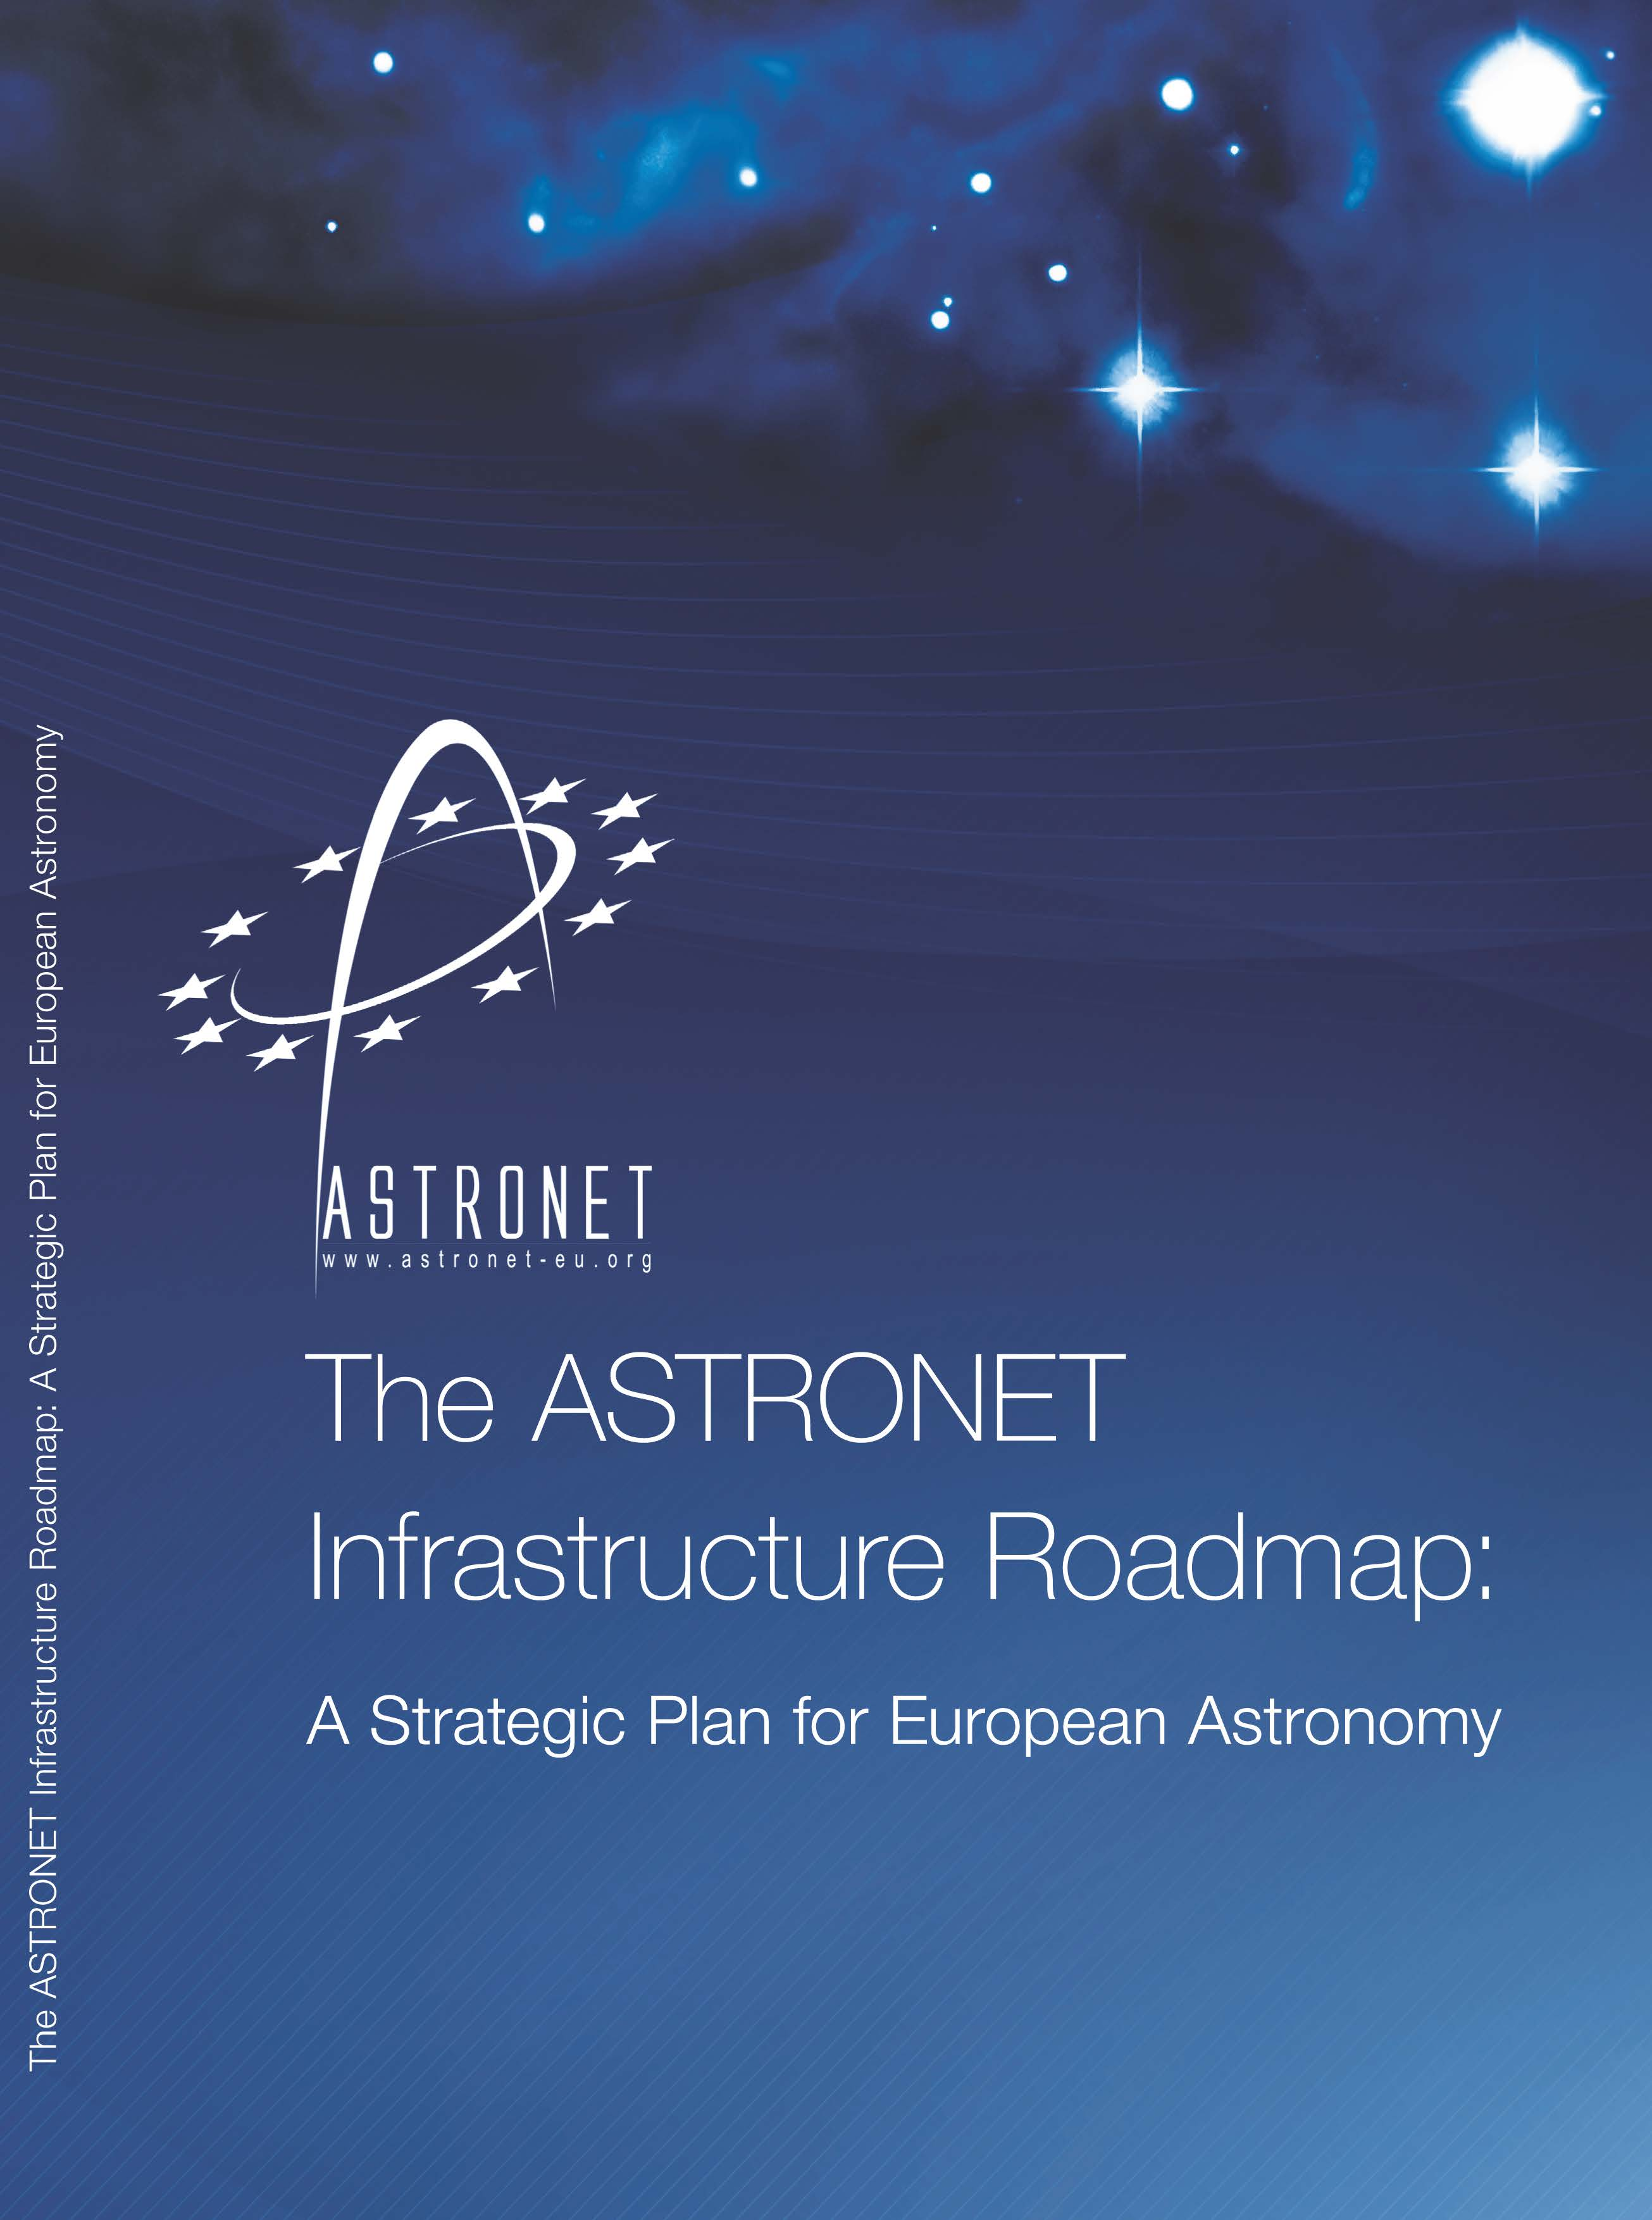 The ASTRONET Infrastructure Roadmap: A Strategic Plan for European Astronomy
ASTRONET
www.astronet-eu.org
The ASTRONET
Infrastructure Roadmap:
A Strategic Plan for European Astronomy